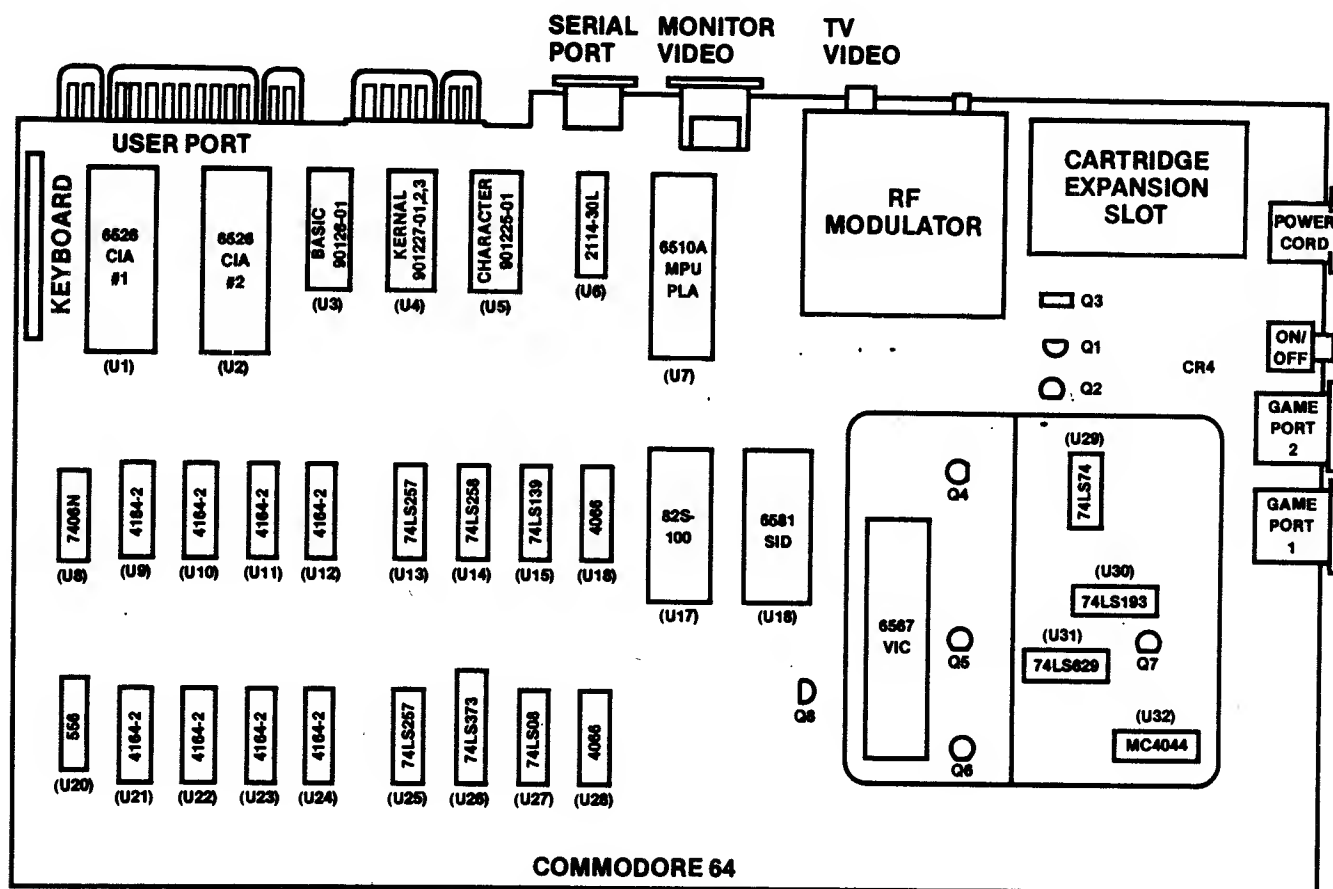 SERIAL PORT
MONITOR VIDEO
TV VIDEO
USER PORT
KEYBOARD
6526 CIA #1
(U1)
6526 CIA #2
(U2)
BASIC 90126-01
(U3)
KERNAL 901227-01,2,3
(U4)
CHARACTER 901225-01
(U5)
2114-30L
(U6)
6510A MPU PLA
(U7)
RF MODULATOR
CARTRIDGE EXPANSION SLOT
POWER CORD
Q3
Q1
Q2
CR4
ON/OFF
GAME PORT 2
GAME PORT 1
7406N
(U8)
4164-2
(U9)
4164-2
(U10)
4164-2
(U11)
4164-2
(U12)
74LS257
(U13)
74LS258
(U14)
74LS139
(U15)
4066
(U18)
82S-100
(U17)
6581 SID
(U16)
Q4
(U29)
74LS74
(U30)
74LS193
(U31)
74LS629
Q7
(U32)
MC4044
6567 VIC
Q5
Q6
Q8
556
(U20)
4164-2
(U21)
4164-2
(U22)
4164-2
(U23)
4164-2
(U24)
74LS257
(U25)
74LS373
(U26)
74LS08
(U27)
4066
(U28)
COMMODORE 64